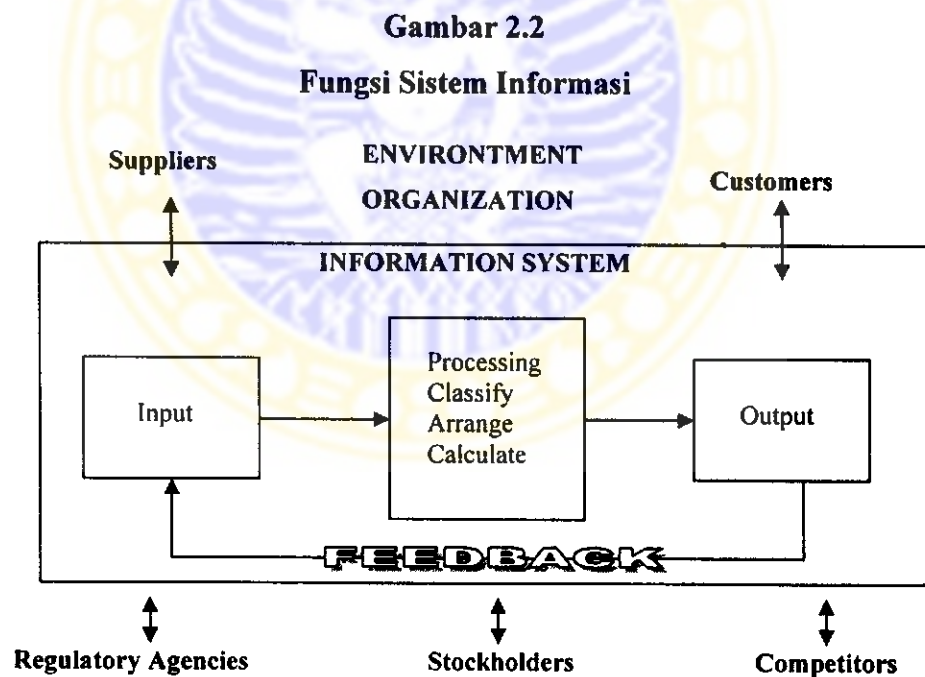 Gambar 2.2
Fungsi Sistem Informasi
Suppliers
ENVIRONTMENT
ORGANIZATION
Customers
INFORMATION SYSTEM
Input
Processing
Classify
Arrange
Calculate
Output
FEEDBACK
Regulatory Agencies
Stockholders
Competitors